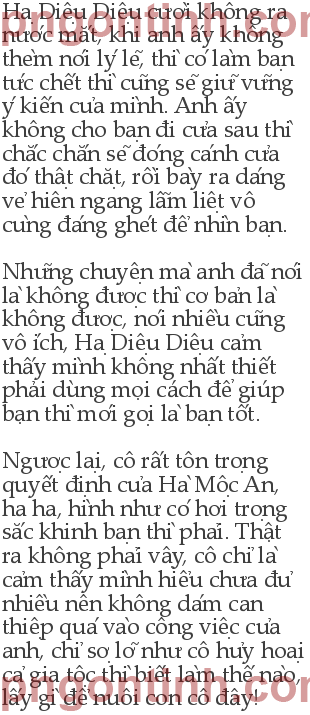 Hạ Diệu Diệu cười không ra
nước mắt, khi anh ấy không
thèm nói lý lẽ, thì có làm bạn
tức chết thì cũng sẽ giữ vững
ý kiến của mình. Anh ấy
không cho bạn đi cửa sau thì
chắc chắn sẽ đóng cánh cửa
đó thật chặt, rồi bày ra dáng
vẻ hiên ngang lẫm liệt vô
cùng đáng ghét để nhìn bạn.
Những chuyện mà anh đã nói
là không được thì cơ bản là
không được, nói nhiều cũng
vô ích, Hạ Diệu Diệu cảm
thấy mình không nhất thiết
phải dùng mọi cách để giúp
bạn thì mới gọi là bạn tốt.
Ngược lại, cô rất tôn trọng
quyết định của Hà Mộc An,
ha ha, hình như có hơi trọng
sắc khinh bạn thì phải. Thật
ra không phải vậy, cô chỉ là
cảm thấy mình hiểu chưa đủ
nhiều nên không dám can
thiệp quá vào công việc của
anh, chỉ sợ lỡ như cô hủy hoại
cả gia tộc thì biết làm thế nào,
lấy gì để nuôi con cô đây!
pngontinh.com
pngontinh.com